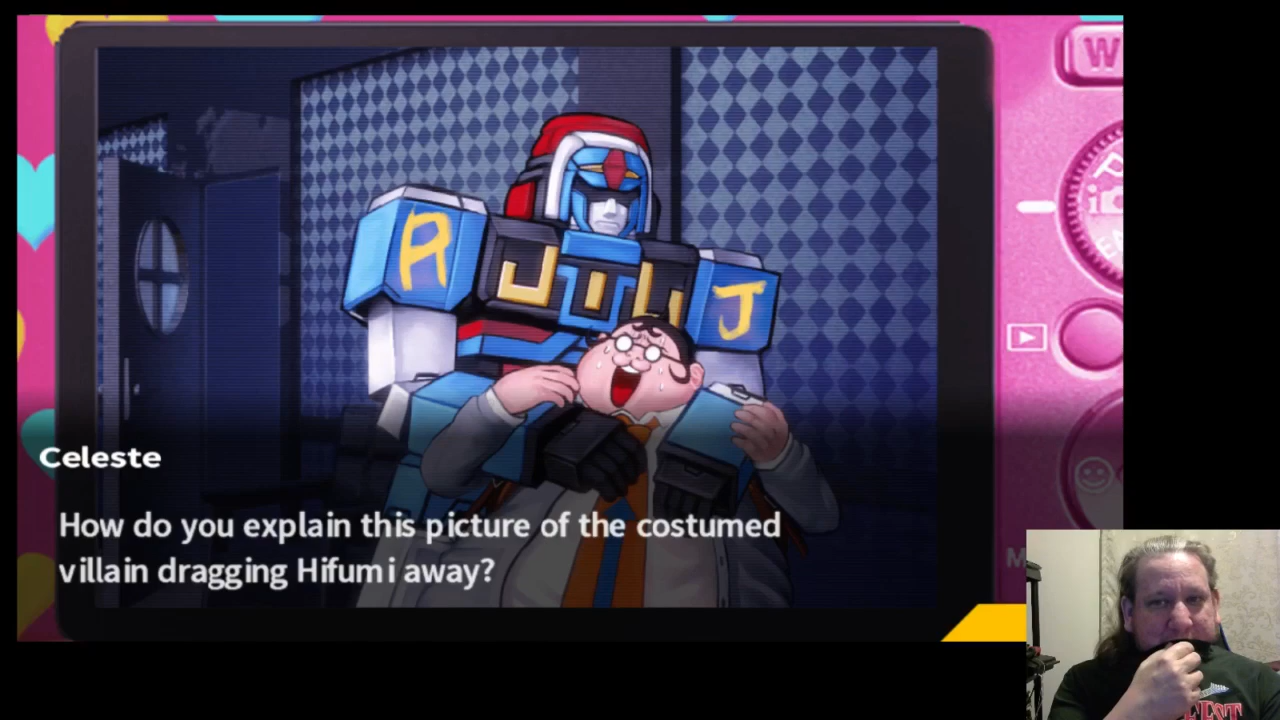 W
R
J
Celeste
How do you explain this picture of the costumed
villain dragging Hifumi away?